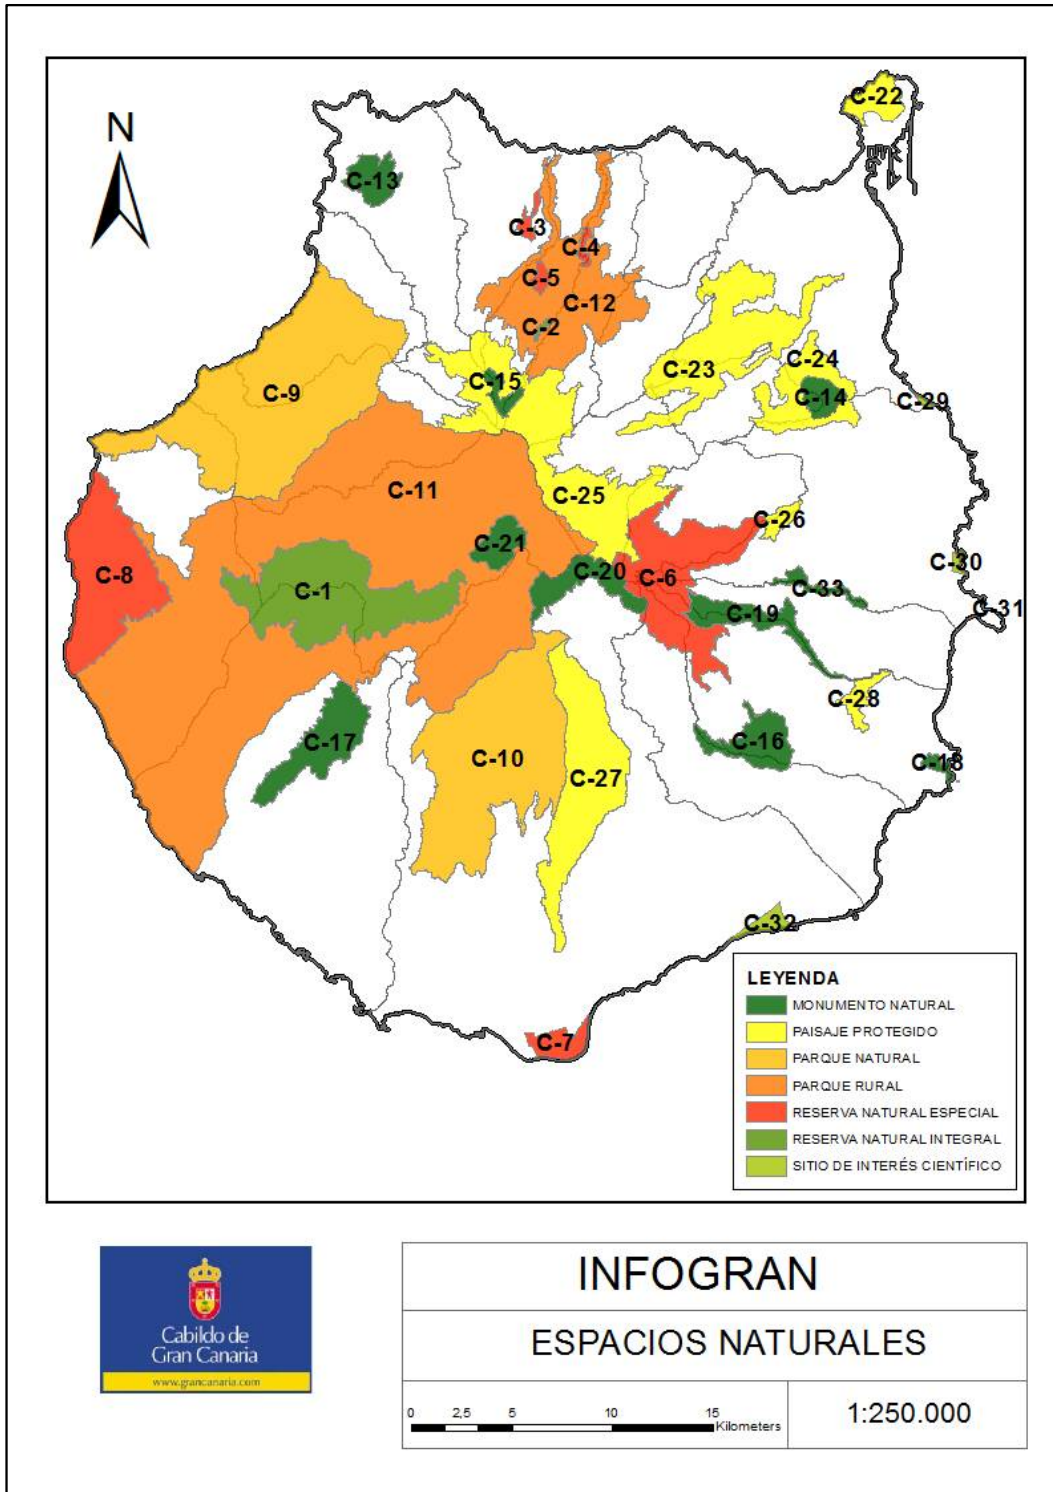 N
C-22
C-13
C-3
C-4
C-5
C-12
C-2
C-15
C-23
C-24
C-14
C-29
C-9
C-11
C-25
C-26
C-21
C-8
C-1
C-20
C-6
C-30
C-33
C-19
C-31
C-28
C-17
C-16
C-18
C-10
C-27
C-32
C-7
LEYENDA
MONUMENTO NATURAL
PAISAJE PROTEGIDO
PARQUE NATURAL
PARQUE RURAL
RESERVA NATURAL ESPECIAL
RESERVA NATURAL INTEGRAL
SITIO DE INTERÉS CIENTÍFICO
Cabildo de
Gran Canaria
www.grancanaria.com
INFOGRAN
ESPACIOS NATURALES
0 2,5 5 10 15
Kilometers
1:250.000